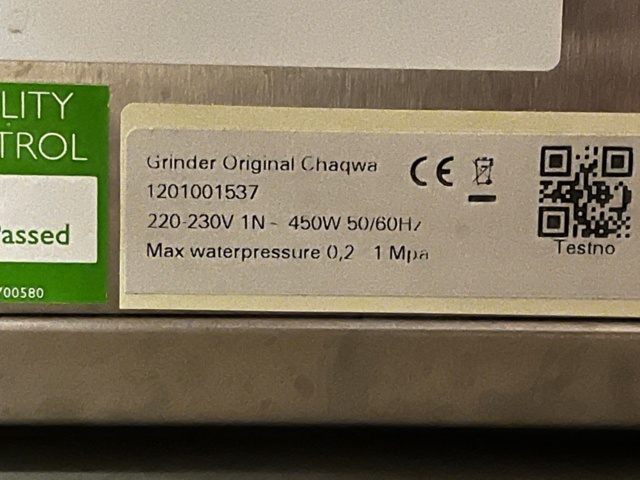 LITY
TROL
Passed
700580
Grinder Original Chaqwa
1201001537
220-230V 1N~ 450W 50/60Hz
Max waterpressure 0,2 1 Mpa
CE
Testno